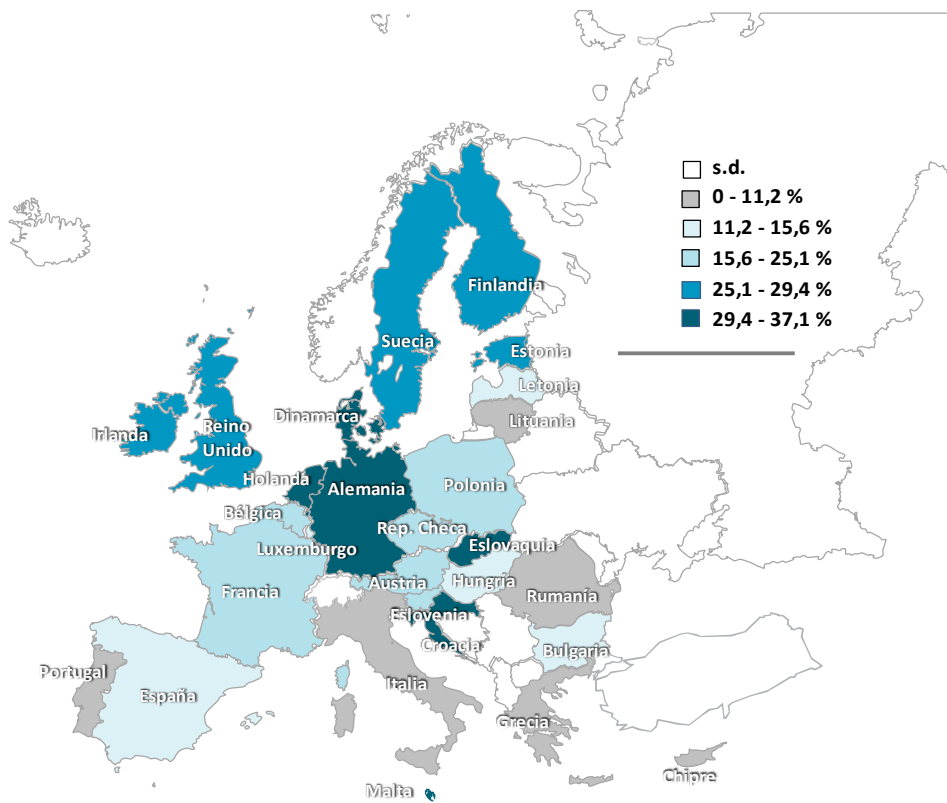 s.d.
0 - 11,2 %
11,2 - 15,6 %
15,6 - 25,1 %
25,1 - 29,4 %
29,4 - 37,1 %
Finlandia
Suecia
Estonia
Letonia
Lituania
Dinamarca
Irlanda
Reino
Unido
Holanda
Alemania
Polonia
Bélgica
Rep. Checa
Luxemburgo
Eslovaquia
Francia
Austria
Hungría
Rumanía
Eslovenia
Croacia
Bulgaria
Portugal
España
Italia
Grecia
Chipre
Malta